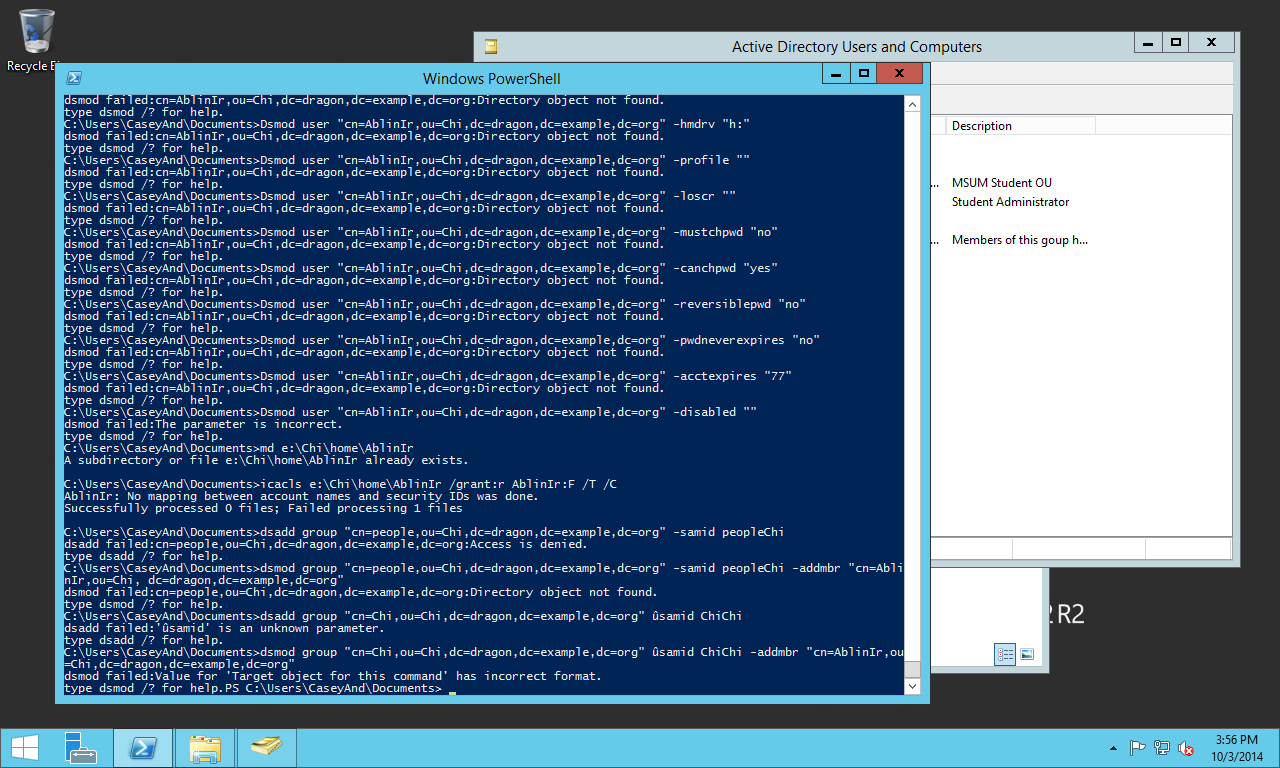 Recycle Bi
Active Directory Users and Computers
Windows PowerShell
dsmod failed:cn=AblinIr,ou=Chi,dc=dragon,dc=example,dc=org:Directory object not found.
type dsmod /? for help.
C:\Users\CaseyAnd\Documents>Dsmod user "cn=AblinIr,ou=Chi,dc=dragon,dc=example,dc=org" -hmdrv "h:"
dsmod failed:cn=AblinIr,ou=Chi,dc=dragon,dc=example,dc=org:Directory object not found.
type dsmod /? for help.
C:\Users\CaseyAnd\Documents>Dsmod user "cn=AblinIr,ou=Chi,dc=dragon,dc=example,dc=org" -profile ""
dsmod failed:cn=AblinIr,ou=Chi,dc=dragon,dc=example,dc=org:Directory object not found.
type dsmod /? for help.
C:\Users\CaseyAnd\Documents>Dsmod user "cn=AblinIr,ou=Chi,dc=dragon,dc=example,dc=org" -loscr ""
dsmod failed:cn=AblinIr,ou=Chi,dc=dragon,dc=example,dc=org:Directory object not found.
type dsmod /? for help.
C:\Users\CaseyAnd\Documents>Dsmod user "cn=AblinIr,ou=Chi,dc=dragon,dc=example,dc=org" -mustchpwd "no"
dsmod failed:cn=AblinIr,ou=Chi,dc=dragon,dc=example,dc=org:Directory object not found.
type dsmod /? for help.
C:\Users\CaseyAnd\Documents>Dsmod user "cn=AblinIr,ou=Chi,dc=dragon,dc=example,dc=org" -canchpwd "yes"
dsmod failed:cn=AblinIr,ou=Chi,dc=dragon,dc=example,dc=org:Directory object not found.
type dsmod /? for help.
C:\Users\CaseyAnd\Documents>Dsmod user "cn=AblinIr,ou=Chi,dc=dragon,dc=example,dc=org" -reversiblepwd "no"
dsmod failed:cn=AblinIr,ou=Chi,dc=dragon,dc=example,dc=org:Directory object not found.
type dsmod /? for help.
C:\Users\CaseyAnd\Documents>Dsmod user "cn=AblinIr,ou=Chi,dc=dragon,dc=example,dc=org" -pwdneverexpires "no"
dsmod failed:cn=AblinIr,ou=Chi,dc=dragon,dc=example,dc=org:Directory object not found.
type dsmod /? for help.
C:\Users\CaseyAnd\Documents>Dsmod user "cn=AblinIr,ou=Chi,dc=dragon,dc=example,dc=org" -acctexpires "77"
dsmod failed:cn=AblinIr,ou=Chi,dc=dragon,dc=example,dc=org:Directory object not found.
type dsmod /? for help.
C:\Users\CaseyAnd\Documents>Dsmod user "cn=AblinIr,ou=Chi,dc=dragon,dc=example,dc=org" -disabled ""
dsmod failed:The parameter is incorrect.
type dsmod /? for help.
C:\Users\CaseyAnd\Documents>md e:\Chi\home\AblinIr
A subdirectory or file e:\Chi\home\AblinIr already exists.
C:\Users\CaseyAnd\Documents>icacls e:\Chi\home\AblinIr /grant:r AblinIr:F /T /C
AblinIr: No mapping between account names and security IDs was done.
Successfully processed 0 files; Failed processing 1 files
C:\Users\CaseyAnd\Documents>dsadd group "cn=people,ou=Chi,dc=dragon,dc=example,dc=org" -samid peopleChi
dsadd failed:cn=people,ou=Chi,dc=dragon,dc=example,dc=org:Access is denied.
type dsadd /? for help.
C:\Users\CaseyAnd\Documents>dsmod group "cn=people,ou=Chi,dc=dragon,dc=example,dc=org" -samid peopleChi -addmbr "cn=Abli
nIr,ou=Chi, dc=dragon,dc=example,dc=org"
dsmod failed:cn=people,ou=Chi,dc=dragon,dc=example,dc=org:Directory object not found.
type dsmod /? for help.
C:\Users\CaseyAnd\Documents>dsadd group "cn=Chi,ou=Chi,dc=dragon,dc=example,dc=org" ûsamid ChiChi
dsadd failed:'ûsamid' is an unknown parameter.
type dsadd /? for help.
C:\Users\CaseyAnd\Documents>dsmod group "cn=Chi,ou=Chi,dc=dragon,dc=example,dc=org" ûsamid ChiChi -addmbr "cn=AblinIr,ou
=Chi,dc=dragon,dc=example,dc=org"
dsmod failed:Value for 'Target object for this command' has incorrect format.
type dsmod /? for help.PS C:\Users\CaseyAnd\Documents>
Description
... MSUM Student OU
Student Administrator
... Members of this goup h...
2 R2
3:56 PM
10/3/2014